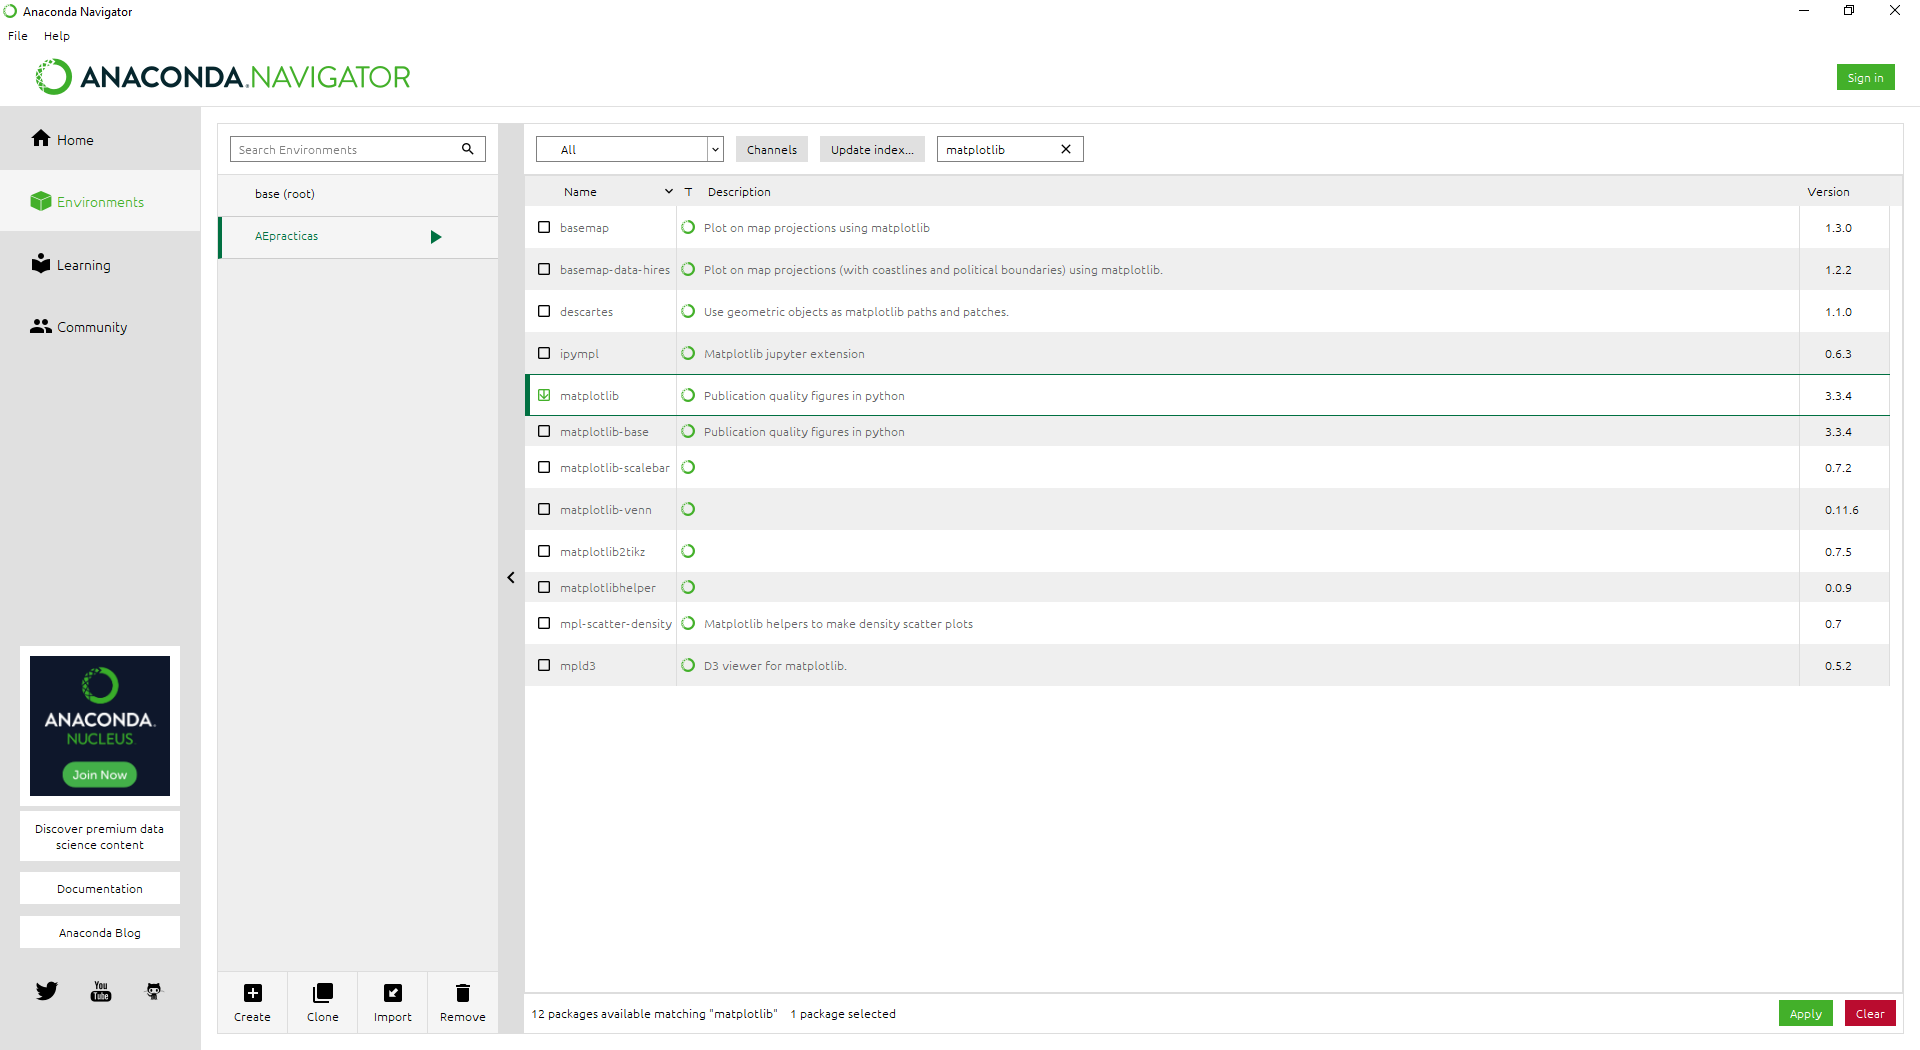 Anaconda Navigator
File Help
ANACONDA.NAVIGATOR
Sign in
Home
Environments
Learning
Community
ANACONDA.
NUCLEUS
Join Now
Discover premium data
science content
Documentation
Anaconda Blog
You
Tube
Search Environments
base (root)
AEpracticas
Create Clone Import Remove
All Channels Update index... matplotlib
Name T Description Version
basemap Plot on map projections using matplotlib 1.3.0
basemap-data-hires Plot on map projections (with coastlines and political boundaries) using matplotlib. 1.2.2
descartes Use geometric objects as matplotlib paths and patches. 1.1.0
ipympl Matplotlib jupyter extension 0.6.3
matplotlib Publication quality figures in python 3.3.4
matplotlib-base Publication quality figures in python 3.3.4
matplotlib-scalebar 0.7.2
matplotlib-venn 0.11.6
matplotlib2tikz 0.7.5
matplotlibhelper 0.0.9
mpl-scatter-density Matplotlib helpers to make density scatter plots 0.7
mpld3 D3 viewer for matplotlib. 0.5.2
12 packages available matching "matplotlib" 1 package selected
Apply Clear